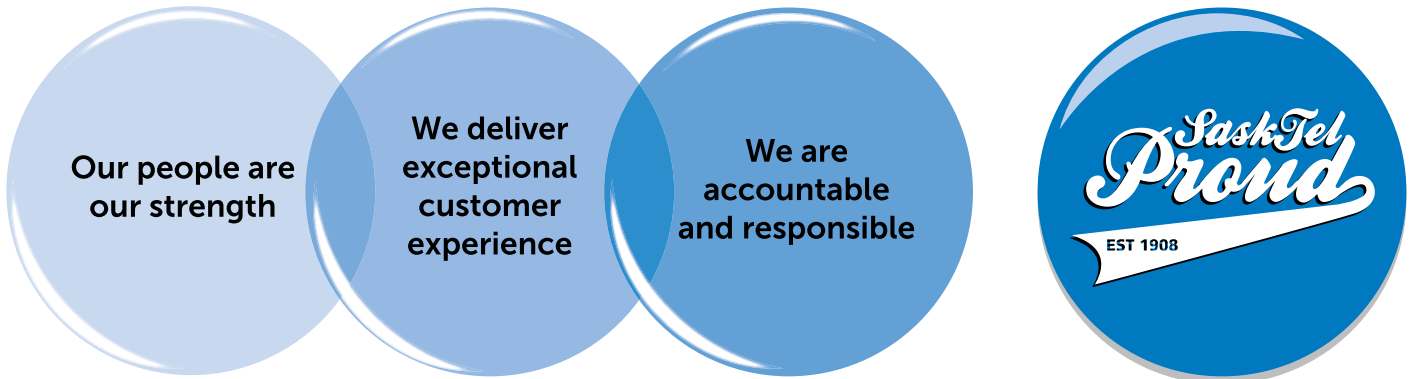 Our people are
our strength
We deliver
exceptional
customer
experience
We are
accountable
and responsible
SaskTel
Proud
EST 1908